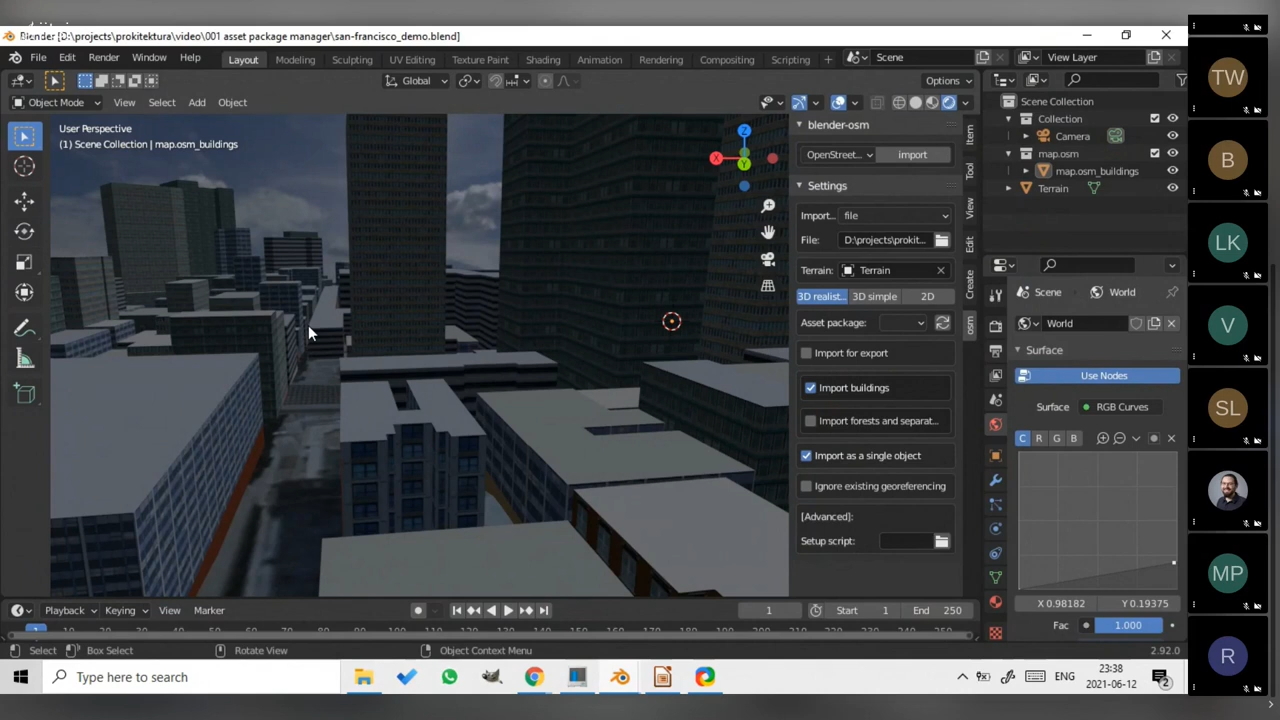 Blender [D:\projects\prokitektura\video\001 asset package manager\san-francisco_demo.blend]
File Edit Render Window Help
Layout Modeling Sculpting UV Editing Texture Paint Shading Animation Rendering Compositing Scripting +
Scene
View Layer
Global
Options
Object Mode View Select Add Object
User Perspective
(1) Scene Collection | map.osm_buildings
Z
X
Y
blender-osm
OpenStreet... import
Settings
Import... file
File: D:\projects\prokit...
Terrain: Terrain
3D realist... 3D simple 2D
Asset package:
Import for export
Import buildings
Import forests and separat...
Import as a single object
Ignore existing georeferencing
[Advanced]:
Setup script:
Item
Tool
View
Edit
Create
osm
Scene Collection
Collection
Camera
map.osm
map.osm_buildings
Terrain
Scene World
World
Surface
Use Nodes
Surface RGB Curves
C R G B
X 0.98182 Y 0.19375
Fac 1.000
Playback Keying View Marker
1 Start 1 End 250
Select Box Select Rotate View Object Context Menu 2.92.0
Type here to search
ENG
23:38
2021-06-12
2
TW
B
LK
V
SL
MP
R